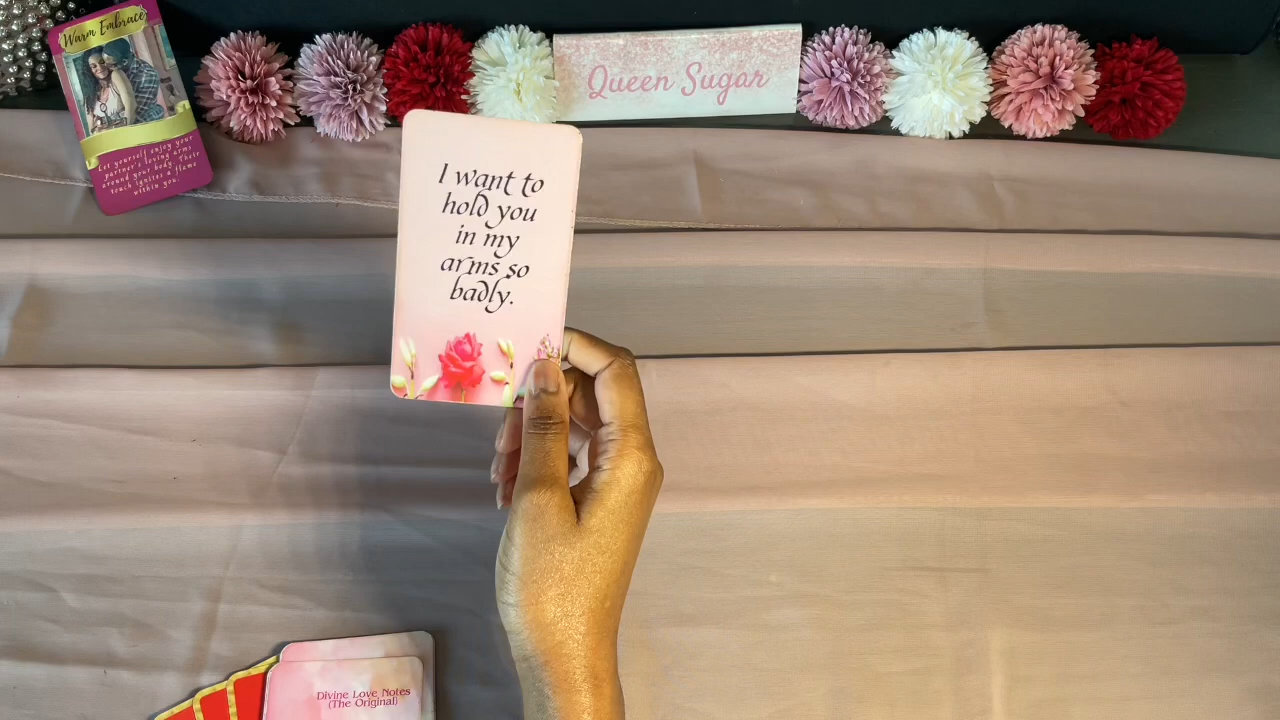 Warm Embrace
Let yourself enjoy your
partner's loving arms
around your body. Their
touch ignites a flame
within you.
Queen Sugar
I want to
hold you
in my
arms so
badly.
Divine Love Notes
(The Original)